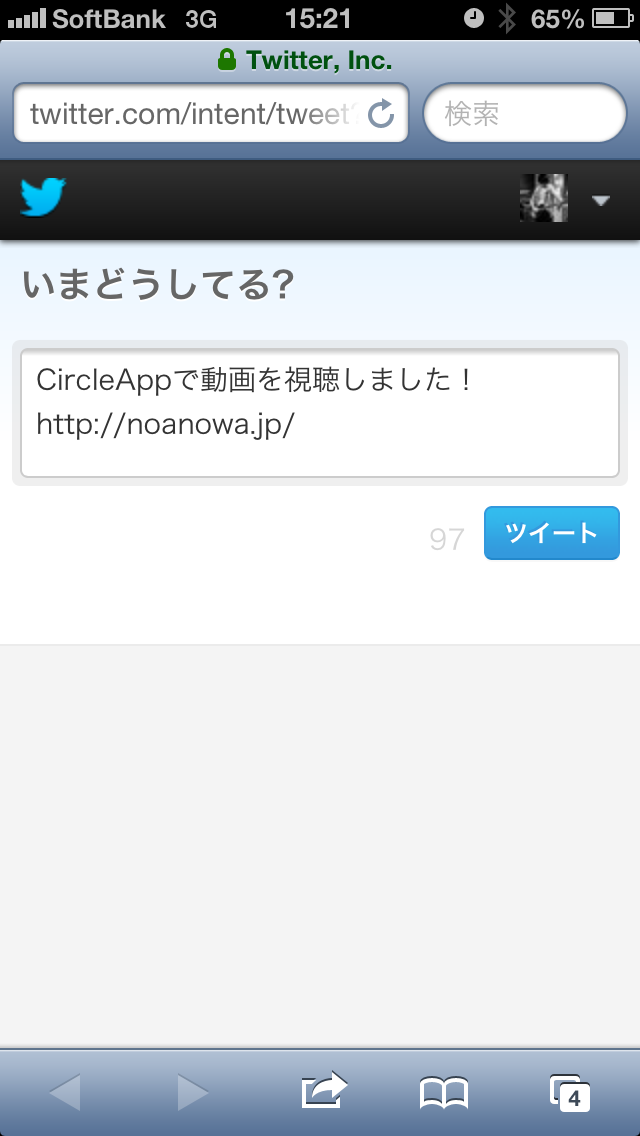 SoftBank 3G 15:21 65%
Twitter, Inc.
twitter.com/intent/tweet 検索
いまどうしてる?
CircleAppで動画を視聴しました！
http://noanowa.jp/
97 ツイート
4